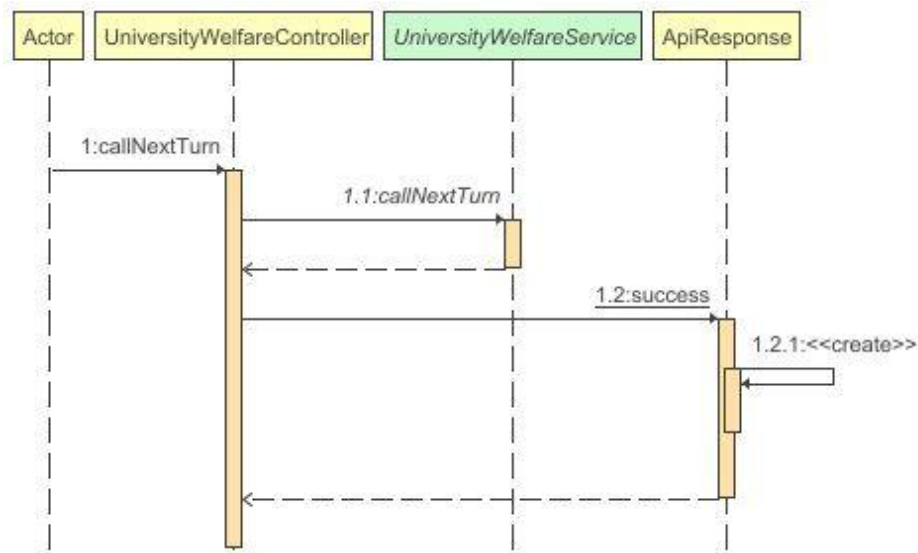 Actor
UniversityWelfareController
UniversityWelfareService
ApiResponse
1:callNextTurn
1.1:callNextTurn
1.2:success
1.2.1:<<create>>